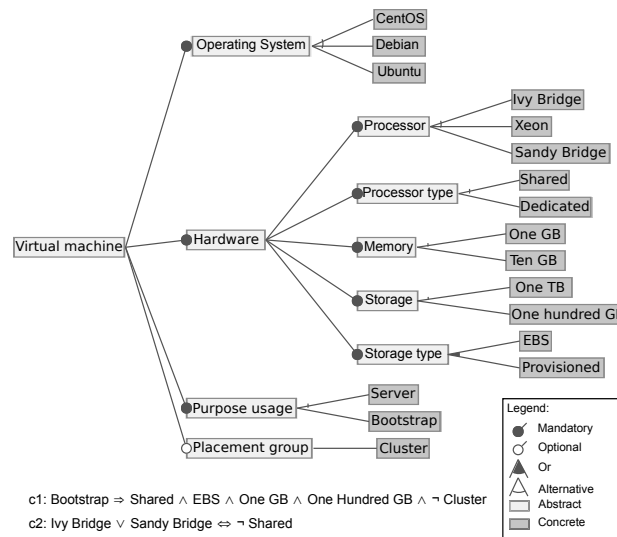 CentOS
Operating System
Debian
Ubuntu
Ivy Bridge
Processor
Xeon
Sandy Bridge
Shared
Processor type
Dedicated
Virtual machine
Hardware
One GB
Memory
Ten GB
One TB
Storage
One hundred GB
EBS
Storage type
Provisioned
Server
Purpose usage
Bootstrap
Placement group
Cluster
Legend:
Mandatory
Optional
Or
Alternative
Abstract
Concrete
c1: Bootstrap ⇒ Shared ∧ EBS ∧ One GB ∧ One Hundred GB ∧ ¬ Cluster
c2: Ivy Bridge ∨ Sandy Bridge ⇔ ¬ Shared